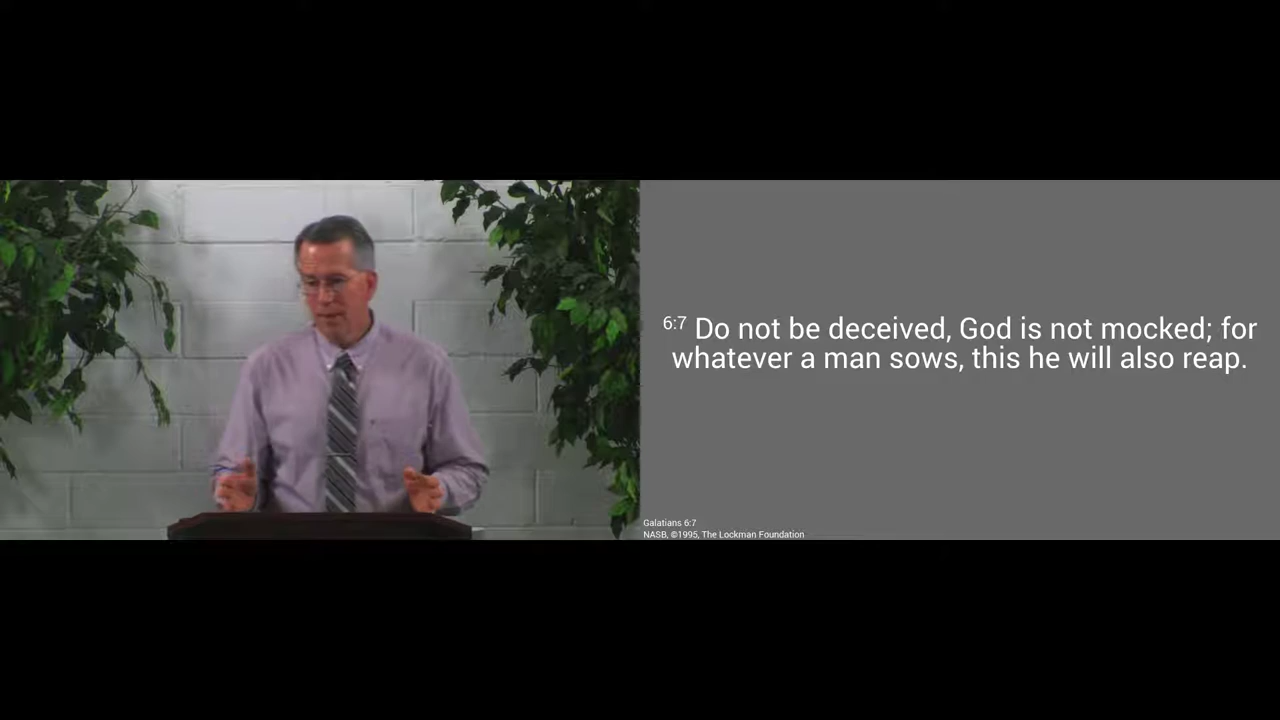 6:7 Do not be deceived, God is not mocked; for
whatever a man sows, this he will also reap.
Galatians 6:7
NASB, ©1995, The Lockman Foundation